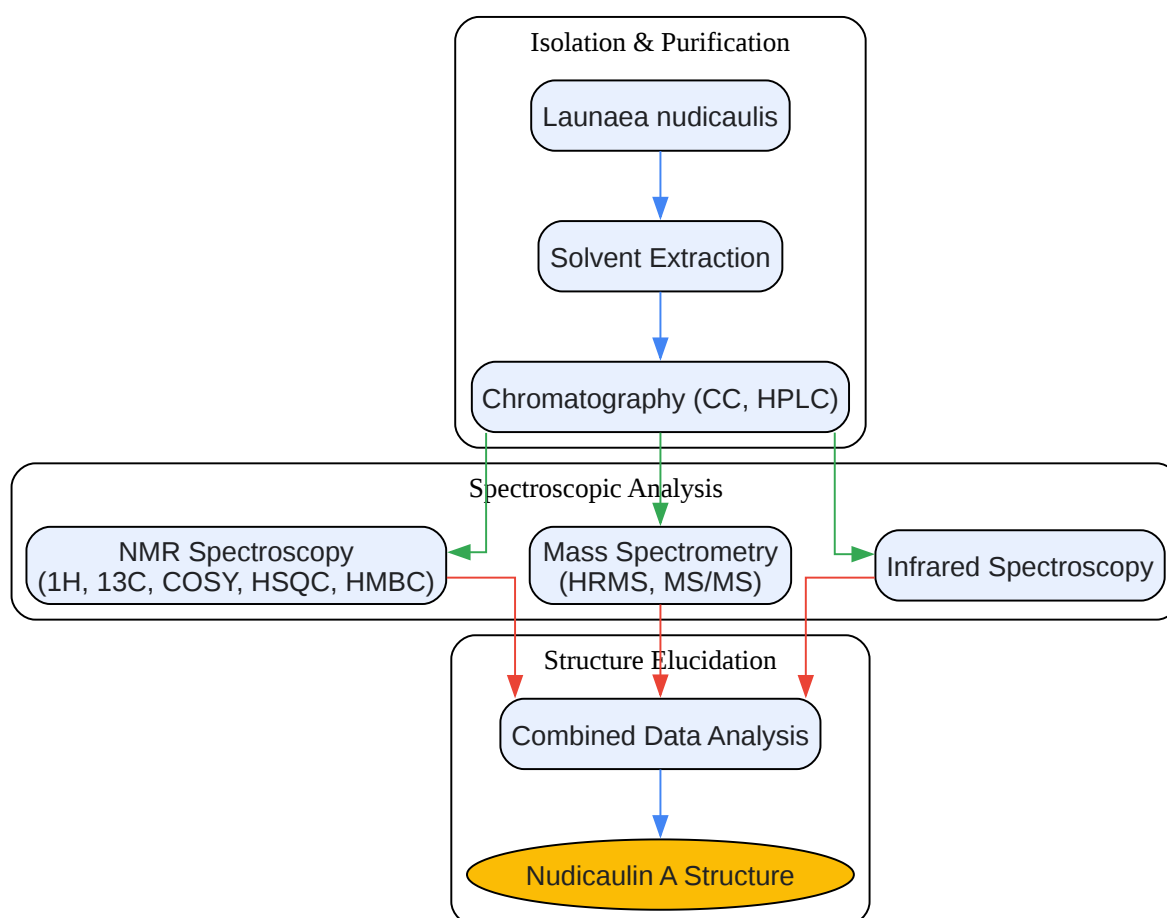 Isolation & Purification
Launaea nudicaulis
Solvent Extraction
Chromatography (CC, HPLC)
Spectroscopic Analysis
NMR Spectroscopy
(1H, 13C, COSY, HSQC, HMBC)
Mass Spectrometry
(HRMS, MS/MS)
Infrared Spectroscopy
Structure Elucidation
Combined Data Analysis
Nudicaulin A Structure